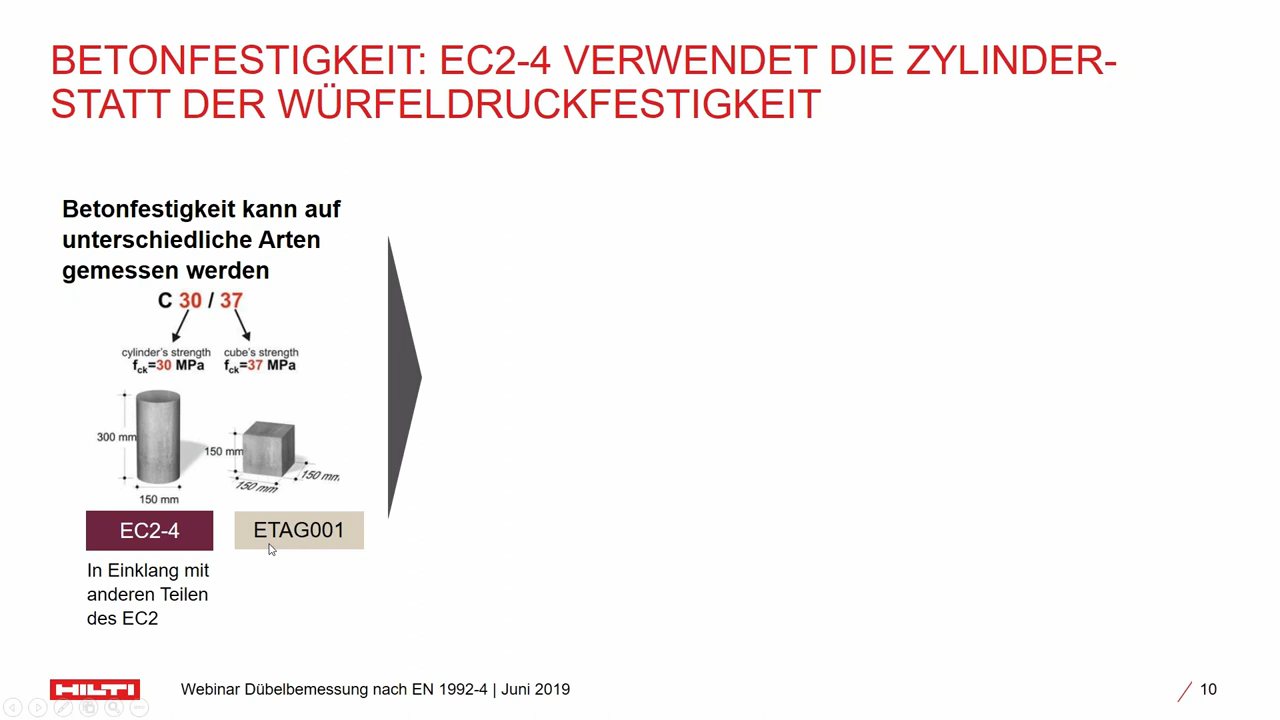 BETONFESTIGKEIT: EC2-4 VERWENDET DIE ZYLINDER-
STATT DER WÜRFELDRUCKFESTIGKEIT
Betonfestigkeit kann auf
unterschiedliche Arten
gemessen werden
C 30 / 37
cylinder's strength
fck=30 MPa
cube's strength
fck=37 MPa
300 mm
150 mm
150 mm
150 mm
150 mm
EC2-4
ETAG001
In Einklang mit
anderen Teilen
des EC2
HILTI
Webinar Dübelbemessung nach EN 1992-4 | Juni 2019
10